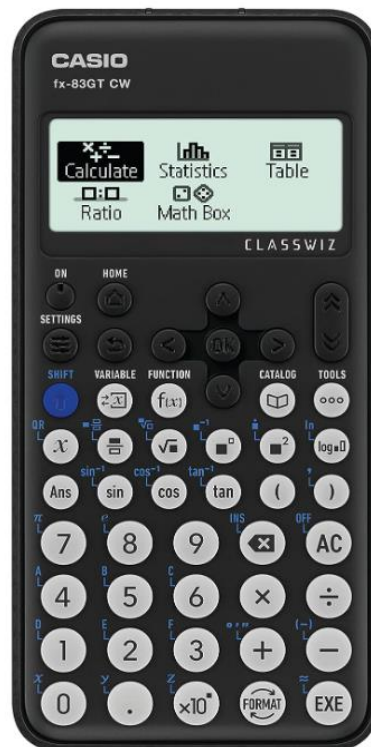 CASIO
fx-83GT CW
Calculate Statistics Table
Ratio Math Box
CLASSWIZ
ON HOME
OK
SETTINGS
SHIFT VARIABLE FUNCTION CATALOG TOOLS
x f(x)
QR ln
x log
sin⁻¹ cos⁻¹ tan⁻¹ ,
Ans sin cos tan ( )
π e INS OFF
7 8 9 AC
A B C
4 5 6 × ÷
D E F ° ′ ″ (−)
1 2 3 + −
x y z ≈
0 . ×10 FORMAT EXE